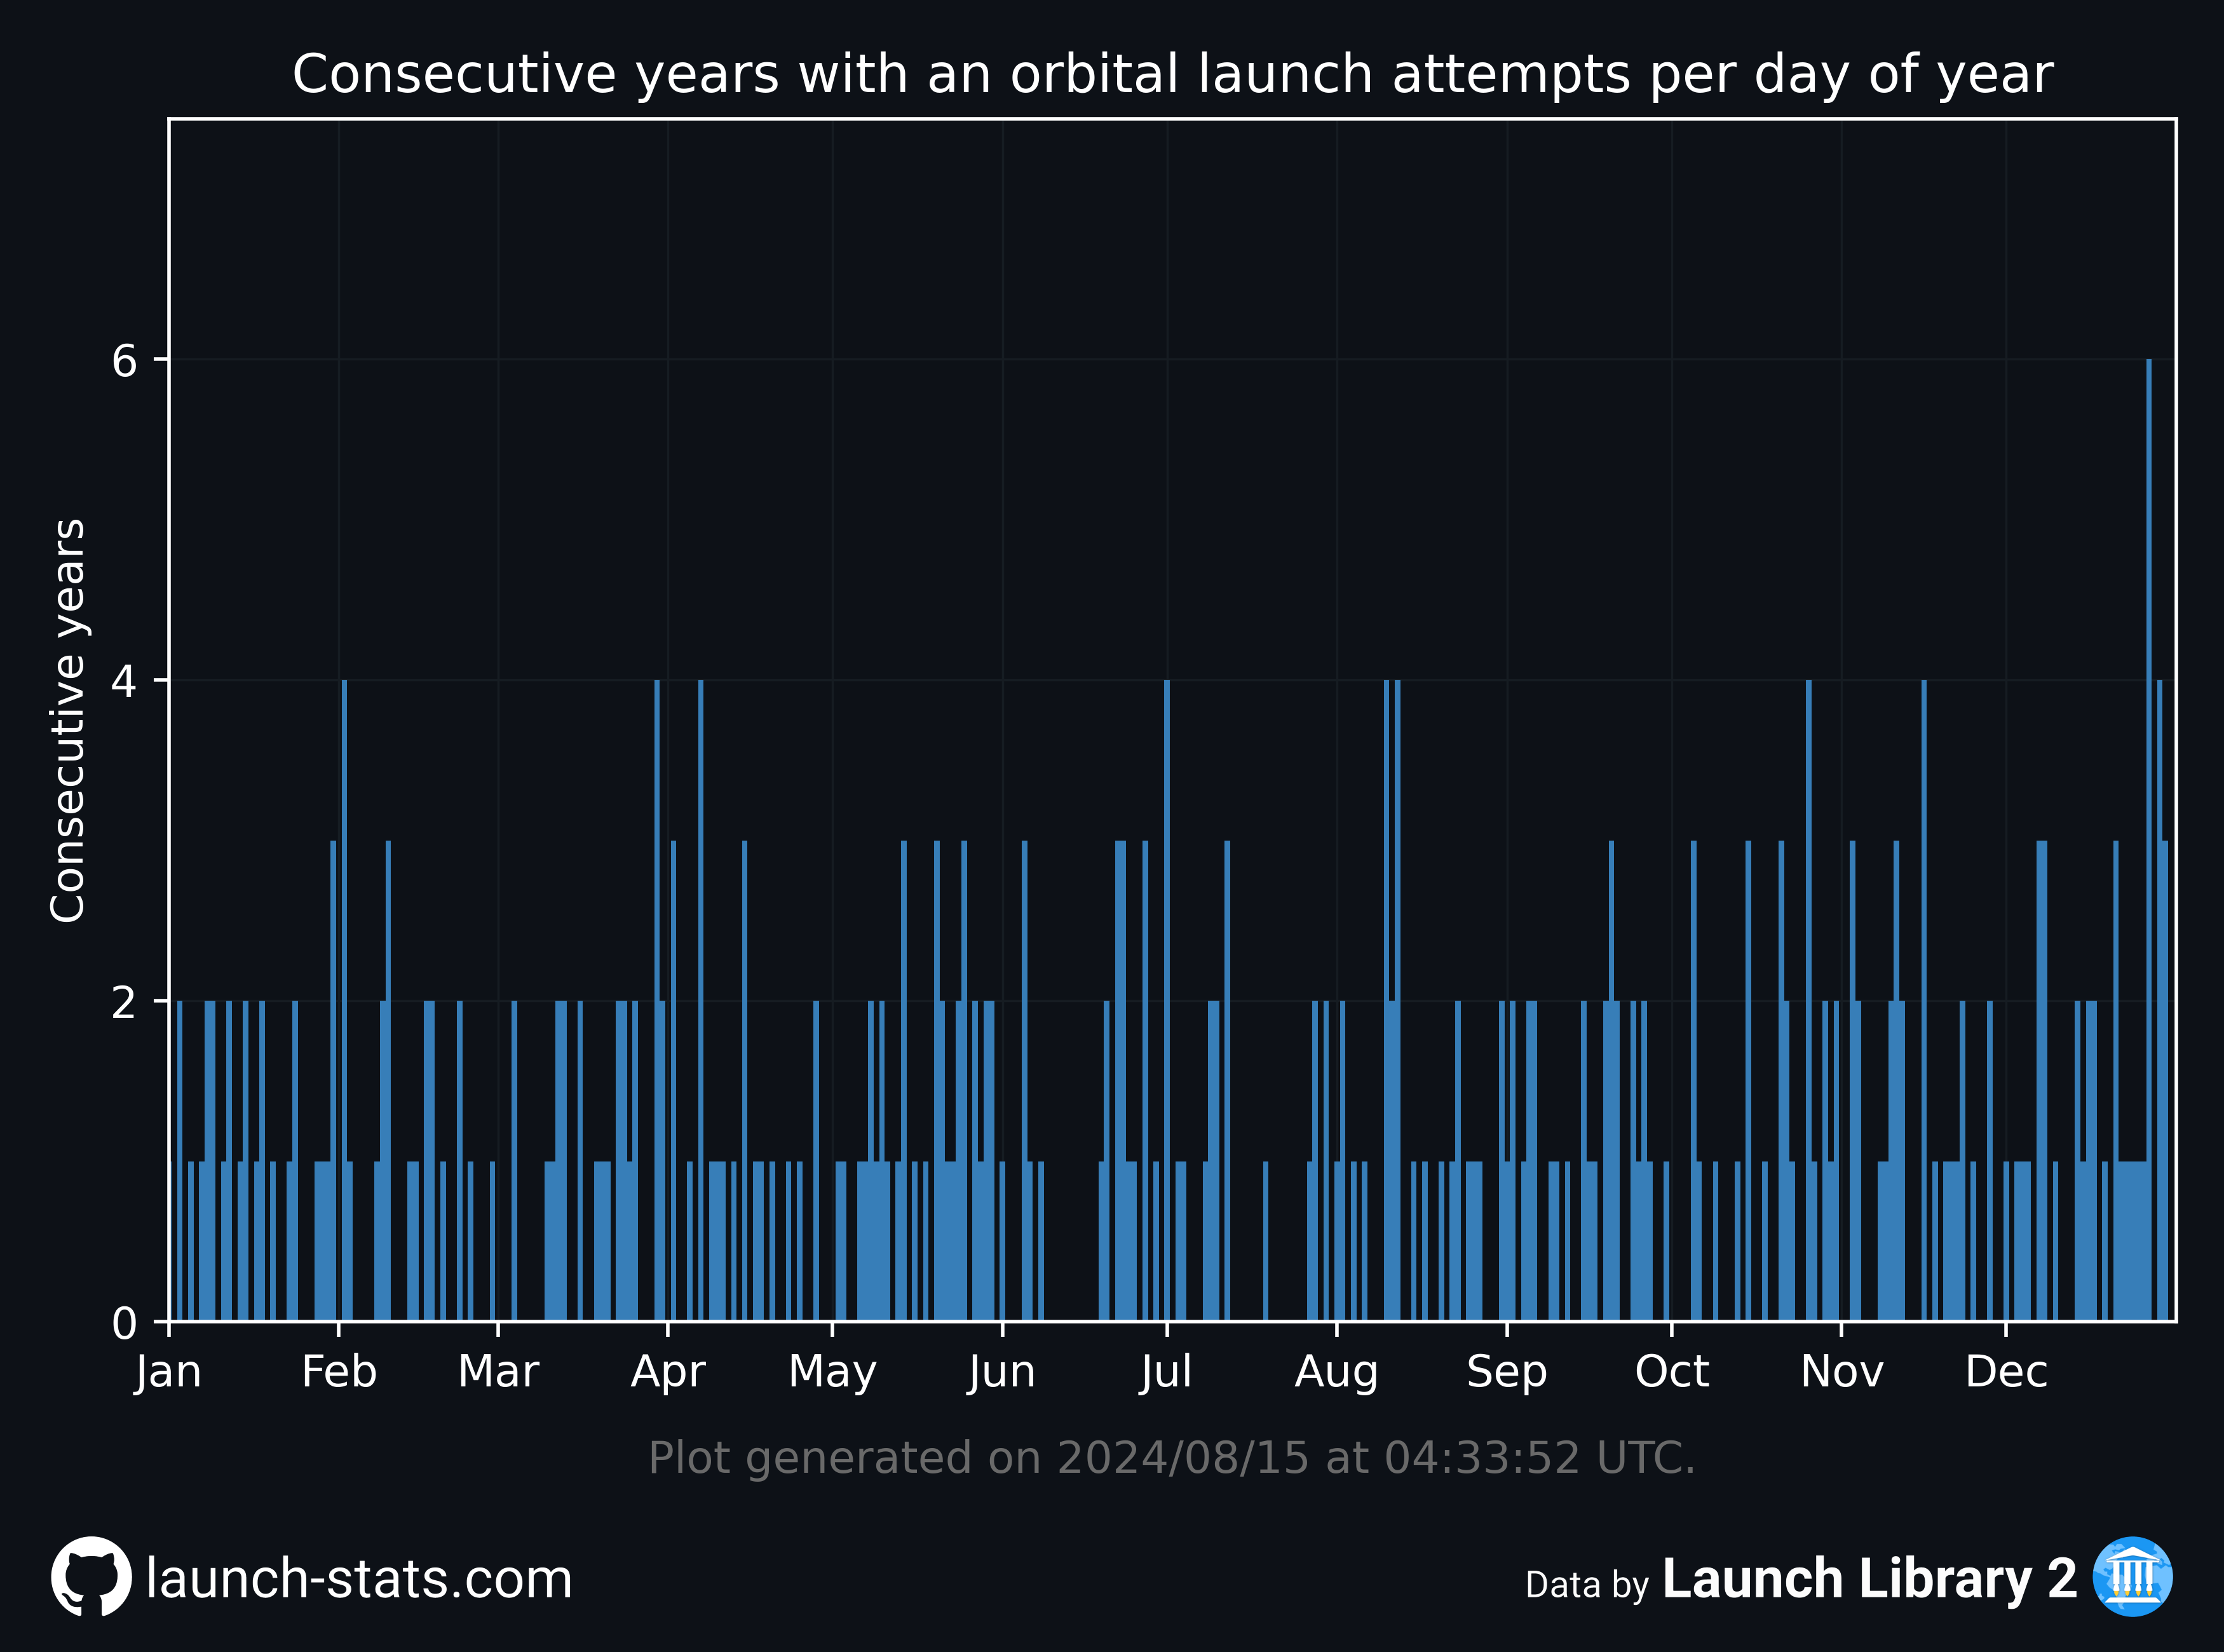 Consecutive years with an orbital launch attempts per day of year
Consecutive years
6
4
2
0
Jan Feb Mar Apr May Jun Jul Aug Sep Oct Nov Dec
Plot generated on 2024/08/15 at 04:33:52 UTC.
launch-stats.com
Data by Launch Library 2